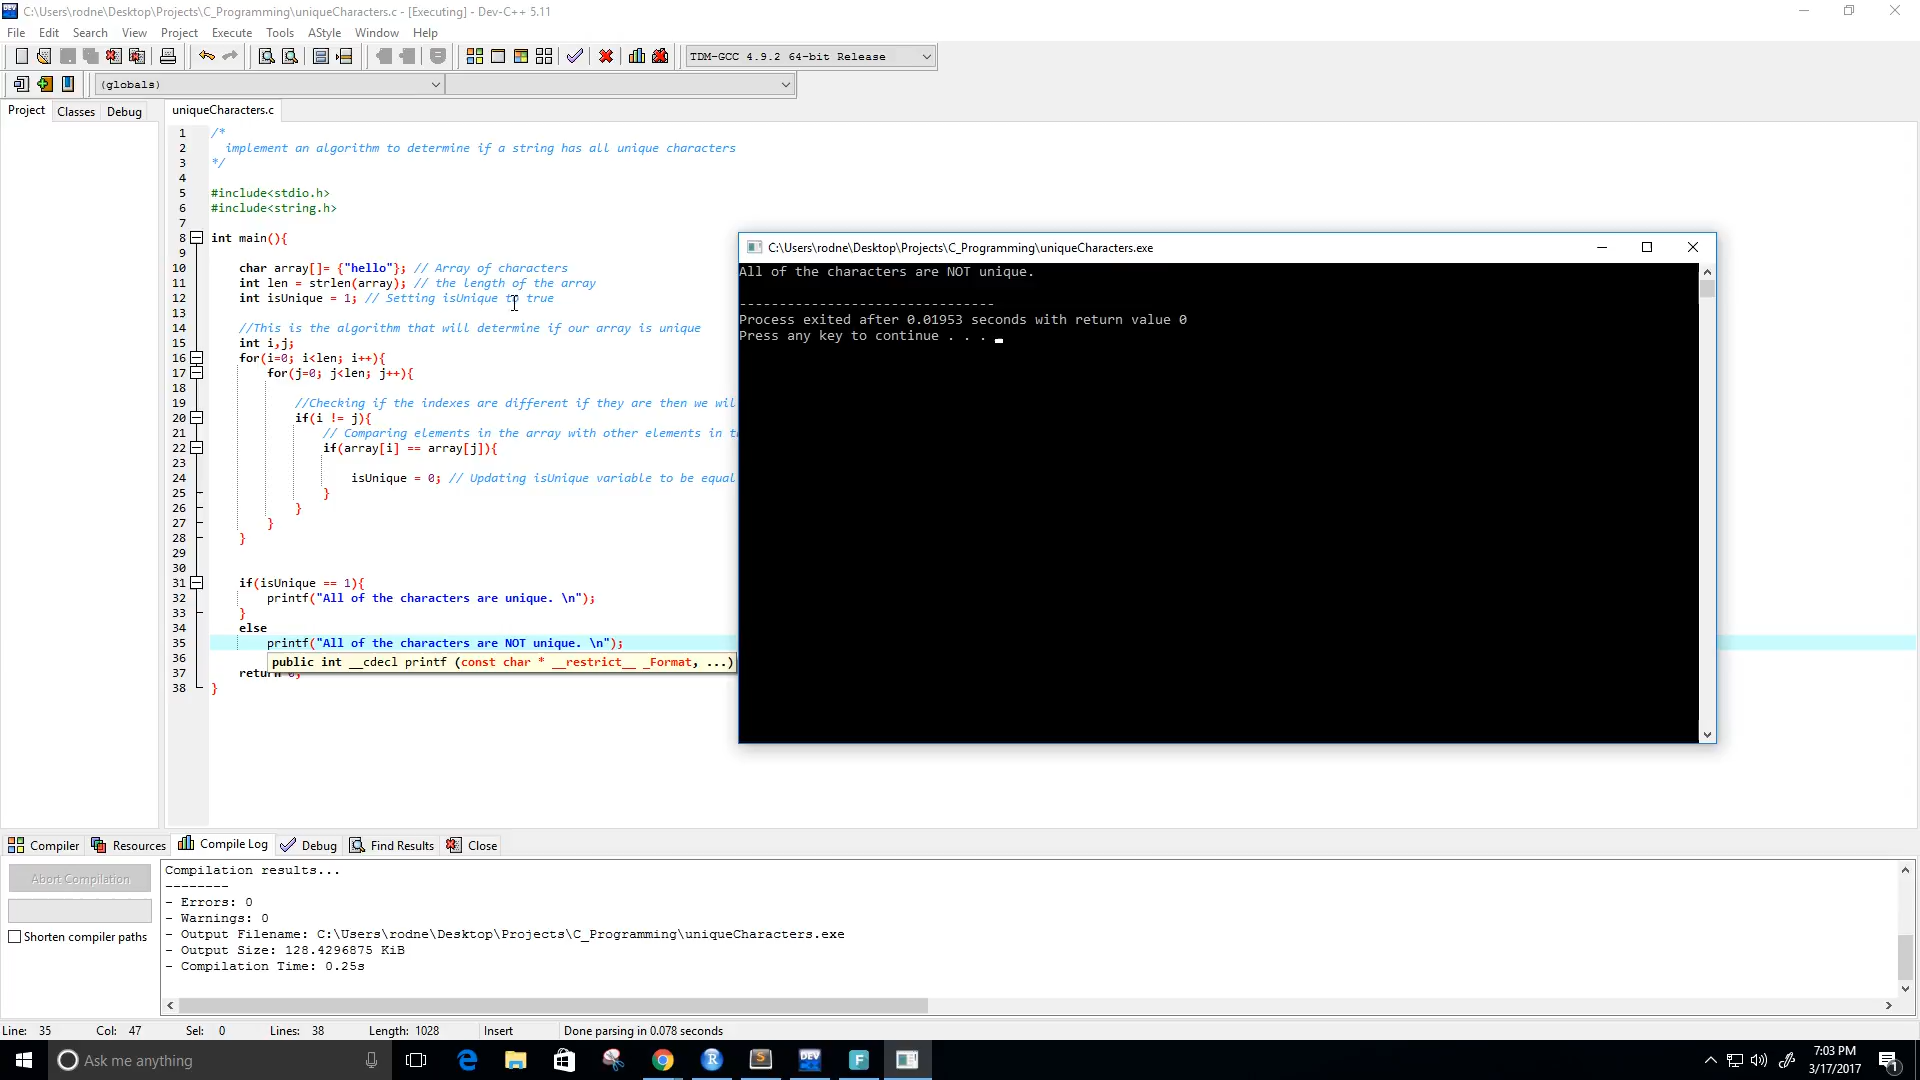 C:\Users\rodne\Desktop\Projects\C_Programming\uniqueCharacters.c - [Executing] - Dev-C++ 5.11
File Edit Search View Project Execute Tools AStyle Window Help
TDM-GCC 4.9.2 64-bit Release
(globals)
Project Classes Debug uniqueCharacters.c
1 /*
2 implement an algorithm to determine if a string has all unique characters
3 */
4
5 #include<stdio.h>
6 #include<string.h>
7
8 int main(){
9
10 char array[]= {"hello"}; // Array of characters
11 int len = strlen(array); // the length of the array
12 int isUnique = 1; // Setting isUnique to true
13
14 //This is the algorithm that will determine if our array is unique
15 int i,j;
16 for(i=0; i<len; i++){
17 for(j=0; j<len; j++){
18
19 //Checking if the indexes are different if they are then we wil
20 if(i != j){
21 // Comparing elements in the array with other elements in t
22 if(array[i] == array[j]){
23
24 isUnique = 0; // Updating isUnique variable to be equal
25 }
26 }
27 }
28 }
29
30
31 if(isUnique == 1){
32 printf("All of the characters are unique. \n");
33 }
34 else
35 printf("All of the characters are NOT unique. \n");
36 public int __cdecl printf (const char * __restrict__ _Format, ...)
37 return 0;
38 }
C:\Users\rodne\Desktop\Projects\C_Programming\uniqueCharacters.exe
All of the characters are NOT unique.
--------------------------------
Process exited after 0.01953 seconds with return value 0
Press any key to continue . . .
Compiler Resources Compile Log Debug Find Results Close
Abort Compilation
Shorten compiler paths
Compilation results...
--------
- Errors: 0
- Warnings: 0
- Output Filename: C:\Users\rodne\Desktop\Projects\C_Programming\uniqueCharacters.exe
- Output Size: 128.4296875 KiB
- Compilation Time: 0.25s
Line: 35 Col: 47 Sel: 0 Lines: 38 Length: 1028 Insert Done parsing in 0.078 seconds
Ask me anything
7:03 PM
3/17/2017